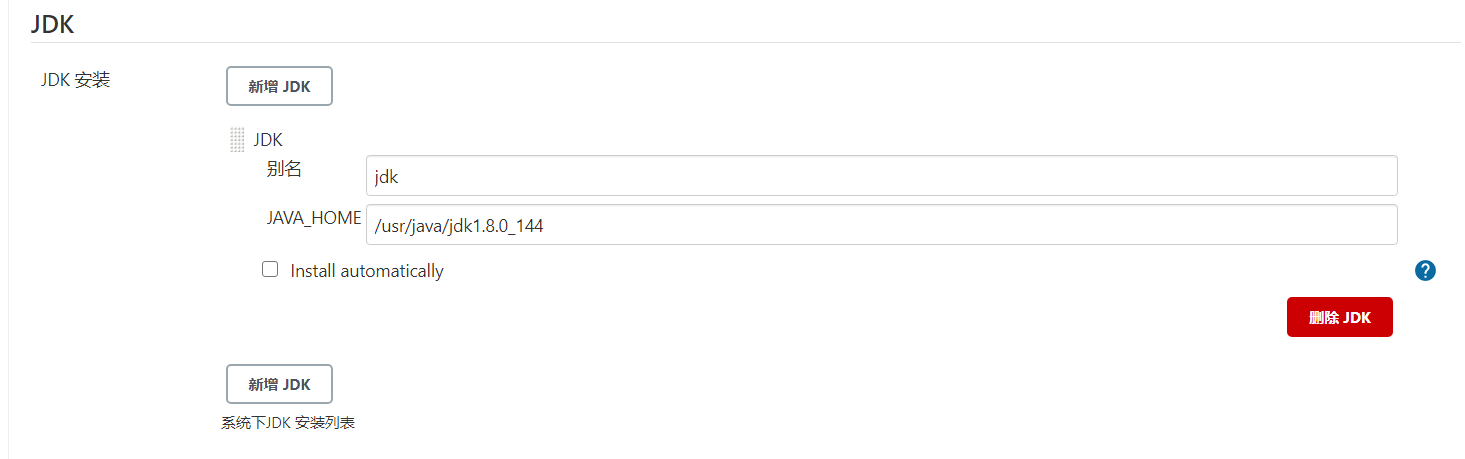 JDK
JDK 安装
新增 JDK
JDK
别名
jdk
JAVA_HOME
/usr/java/jdk1.8.0_144
Install automatically
?
删除 JDK
新增 JDK
系统下JDK 安装列表